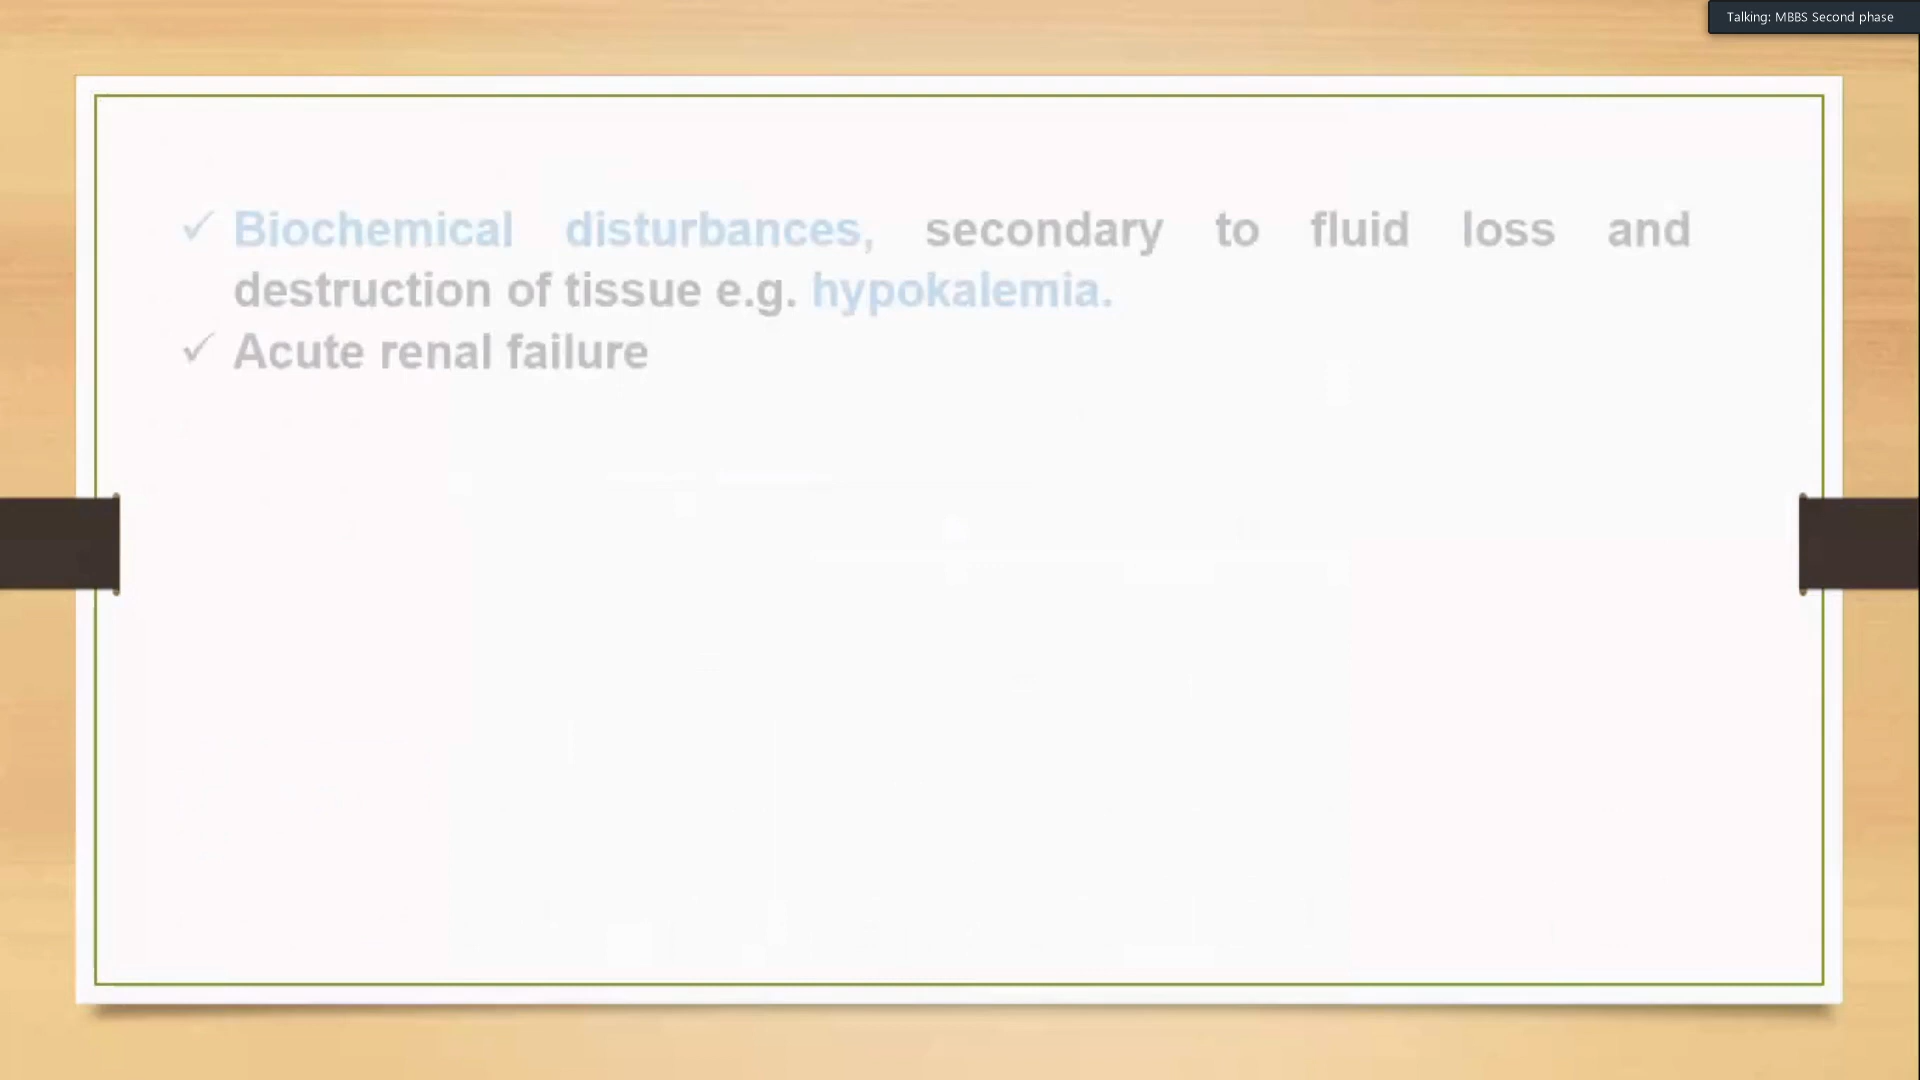 Talking: MBBS Second phase
✓ Biochemical disturbances, secondary to fluid loss and
destruction of tissue e.g. hypokalemia.
✓ Acute renal failure